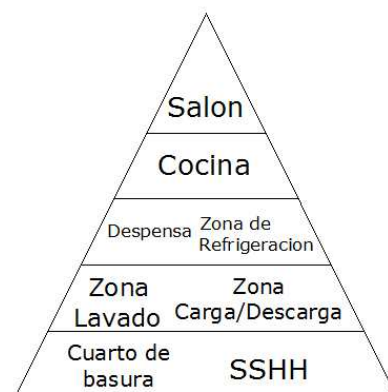 Salon
Cocina
Despensa
Zona de
Refrigeracion
Zona
Lavado
Zona
Carga/Descarga
Cuarto de
basura
SSHH